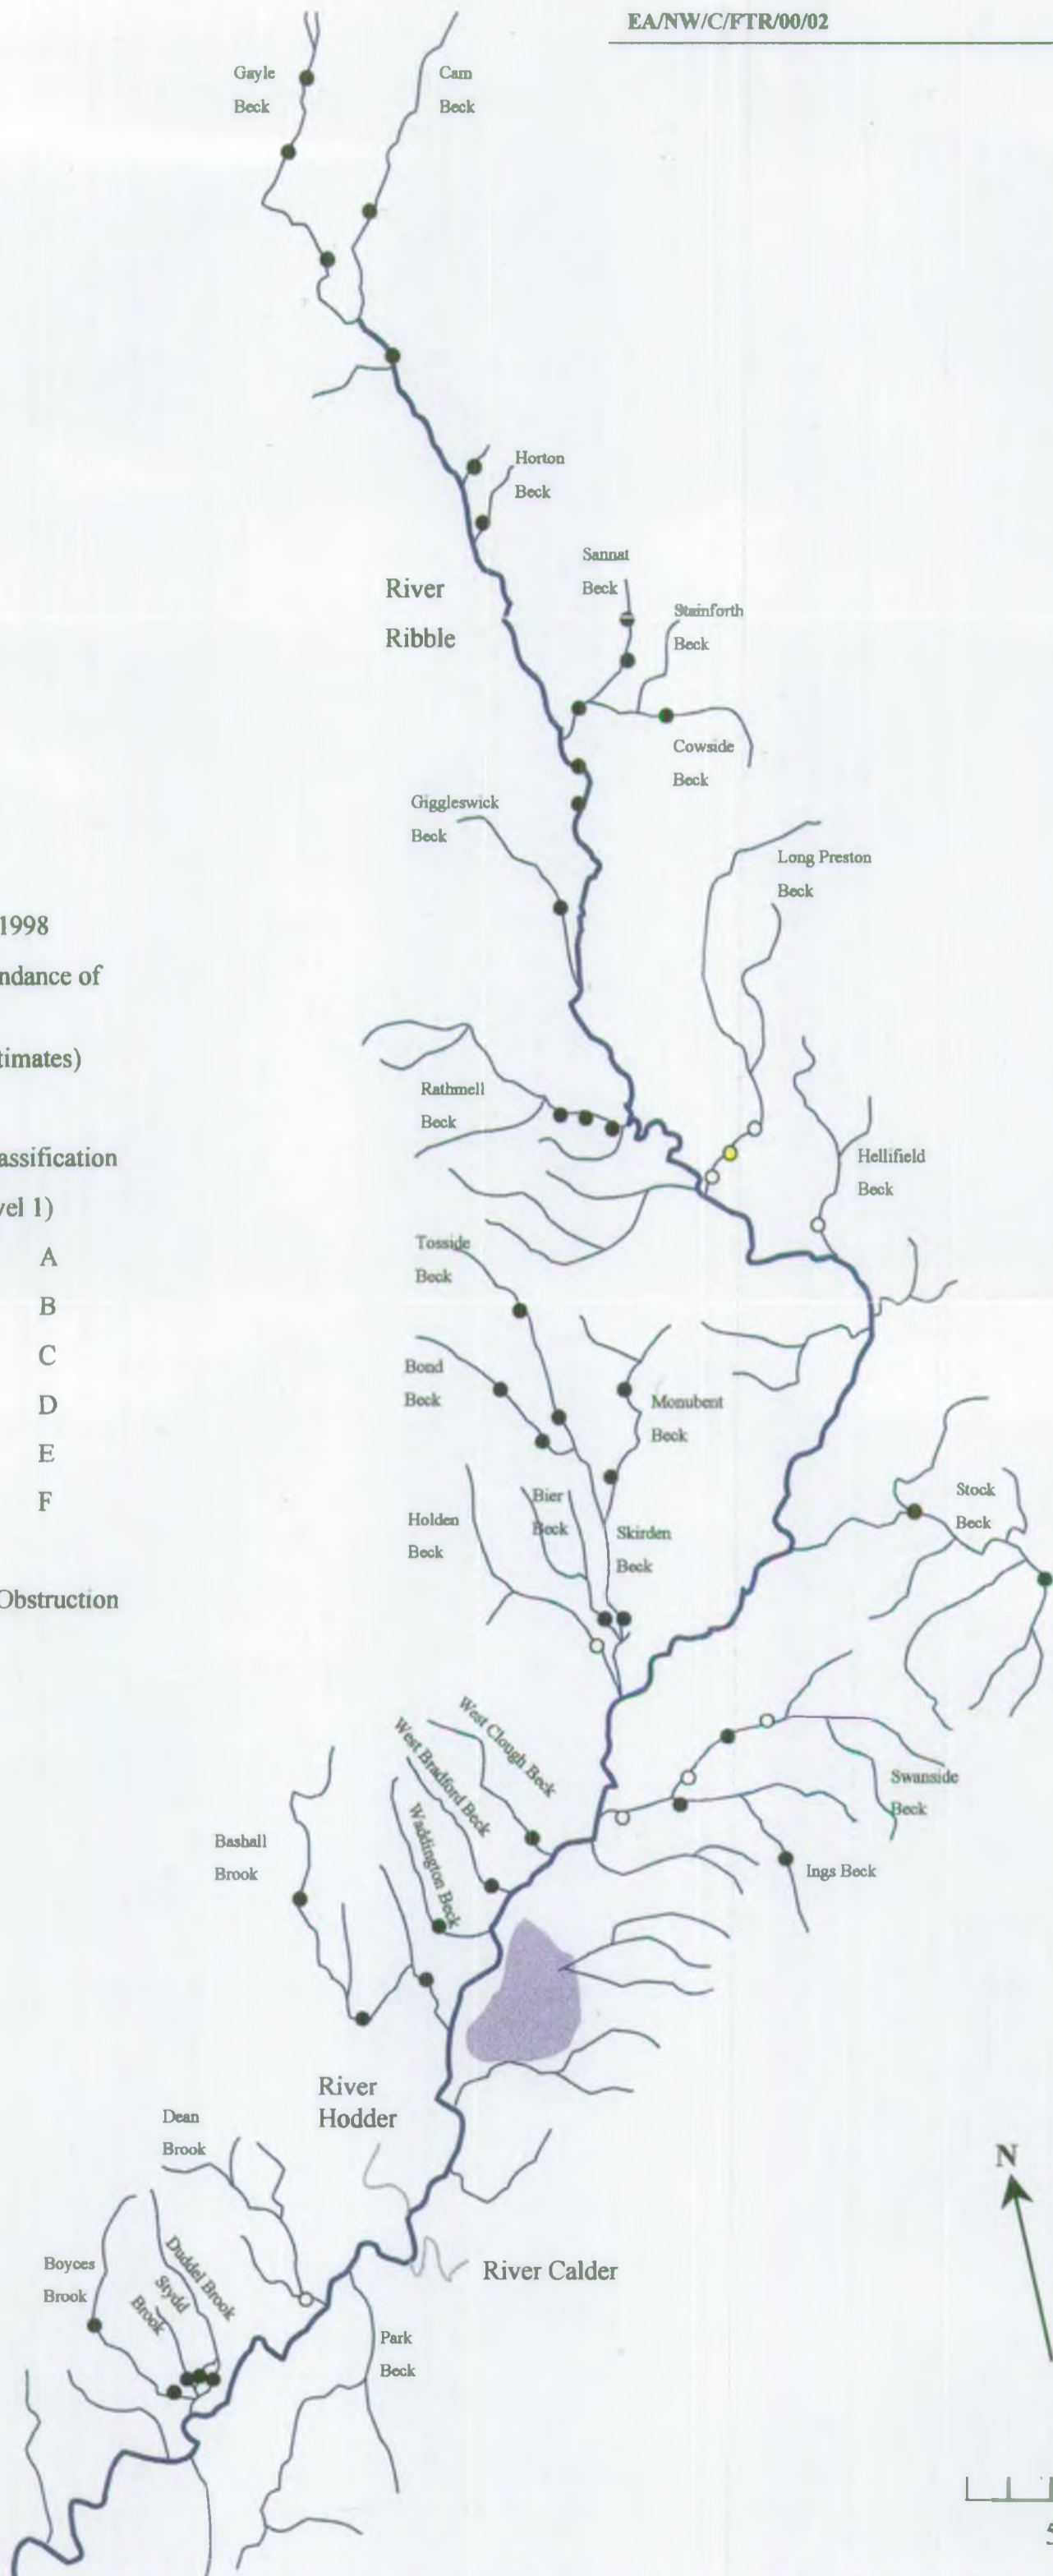 EA/NW/C/FTR/00/02
Gayle
Beck
Cam
Beck
Horton
Beck
Sannat
Beck
Stainforth
Beck
River
Ribble
Cowside
Beck
Giggleswick
Beck
Long Preston
Beck
1998
ndance of
timates)
assification
vel 1)
A
B
C
D
E
F
Obstruction
Rathmell
Beck
Hellifield
Beck
Tosside
Beck
Bond
Beck
Monubent
Beck
Holden
Beck
Bier
Beck
Skirden
Beck
Stock
Beck
West Clough Beck
West Bradford Beck
Waddington Beck
Swanside
Beck
Ings Beck
Bashall
Brook
River
Hodder
Dean
Brook
N
River Calder
Boyces
Brook
Duddel Brook
Stydd
Brook
Park
Beck
5